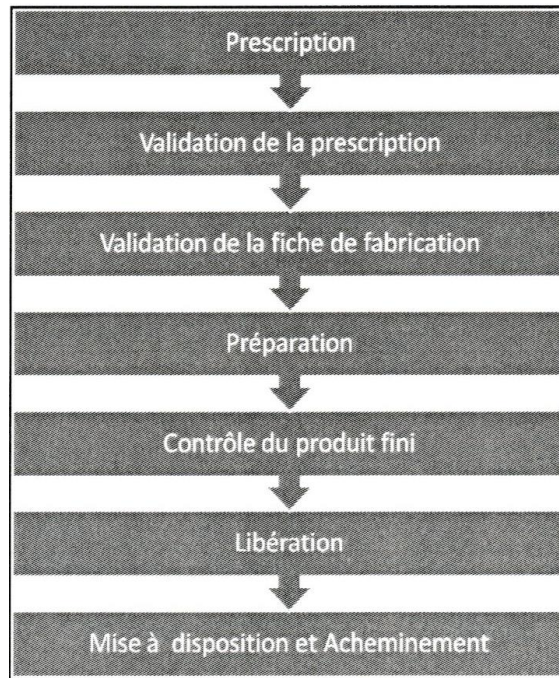 Prescription
Validation de la prescription
Validation de la fiche de fabrication
Préparation
Contrôle du produit fini
Libération
Mise à disposition et Acheminement